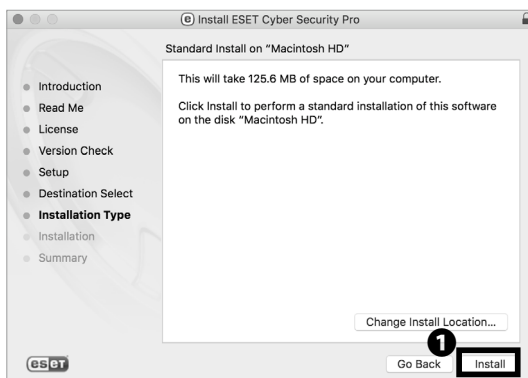 Install ESET Cyber Security Pro
Standard Install on "Macintosh HD"
Introduction
Read Me
License
Version Check
Setup
Destination Select
Installation Type
Installation
Summary
This will take 125.6 MB of space on your computer.
Click Install to perform a standard installation of this software
on the disk "Macintosh HD".
Change Install Location...
1
Go Back
Install
eset